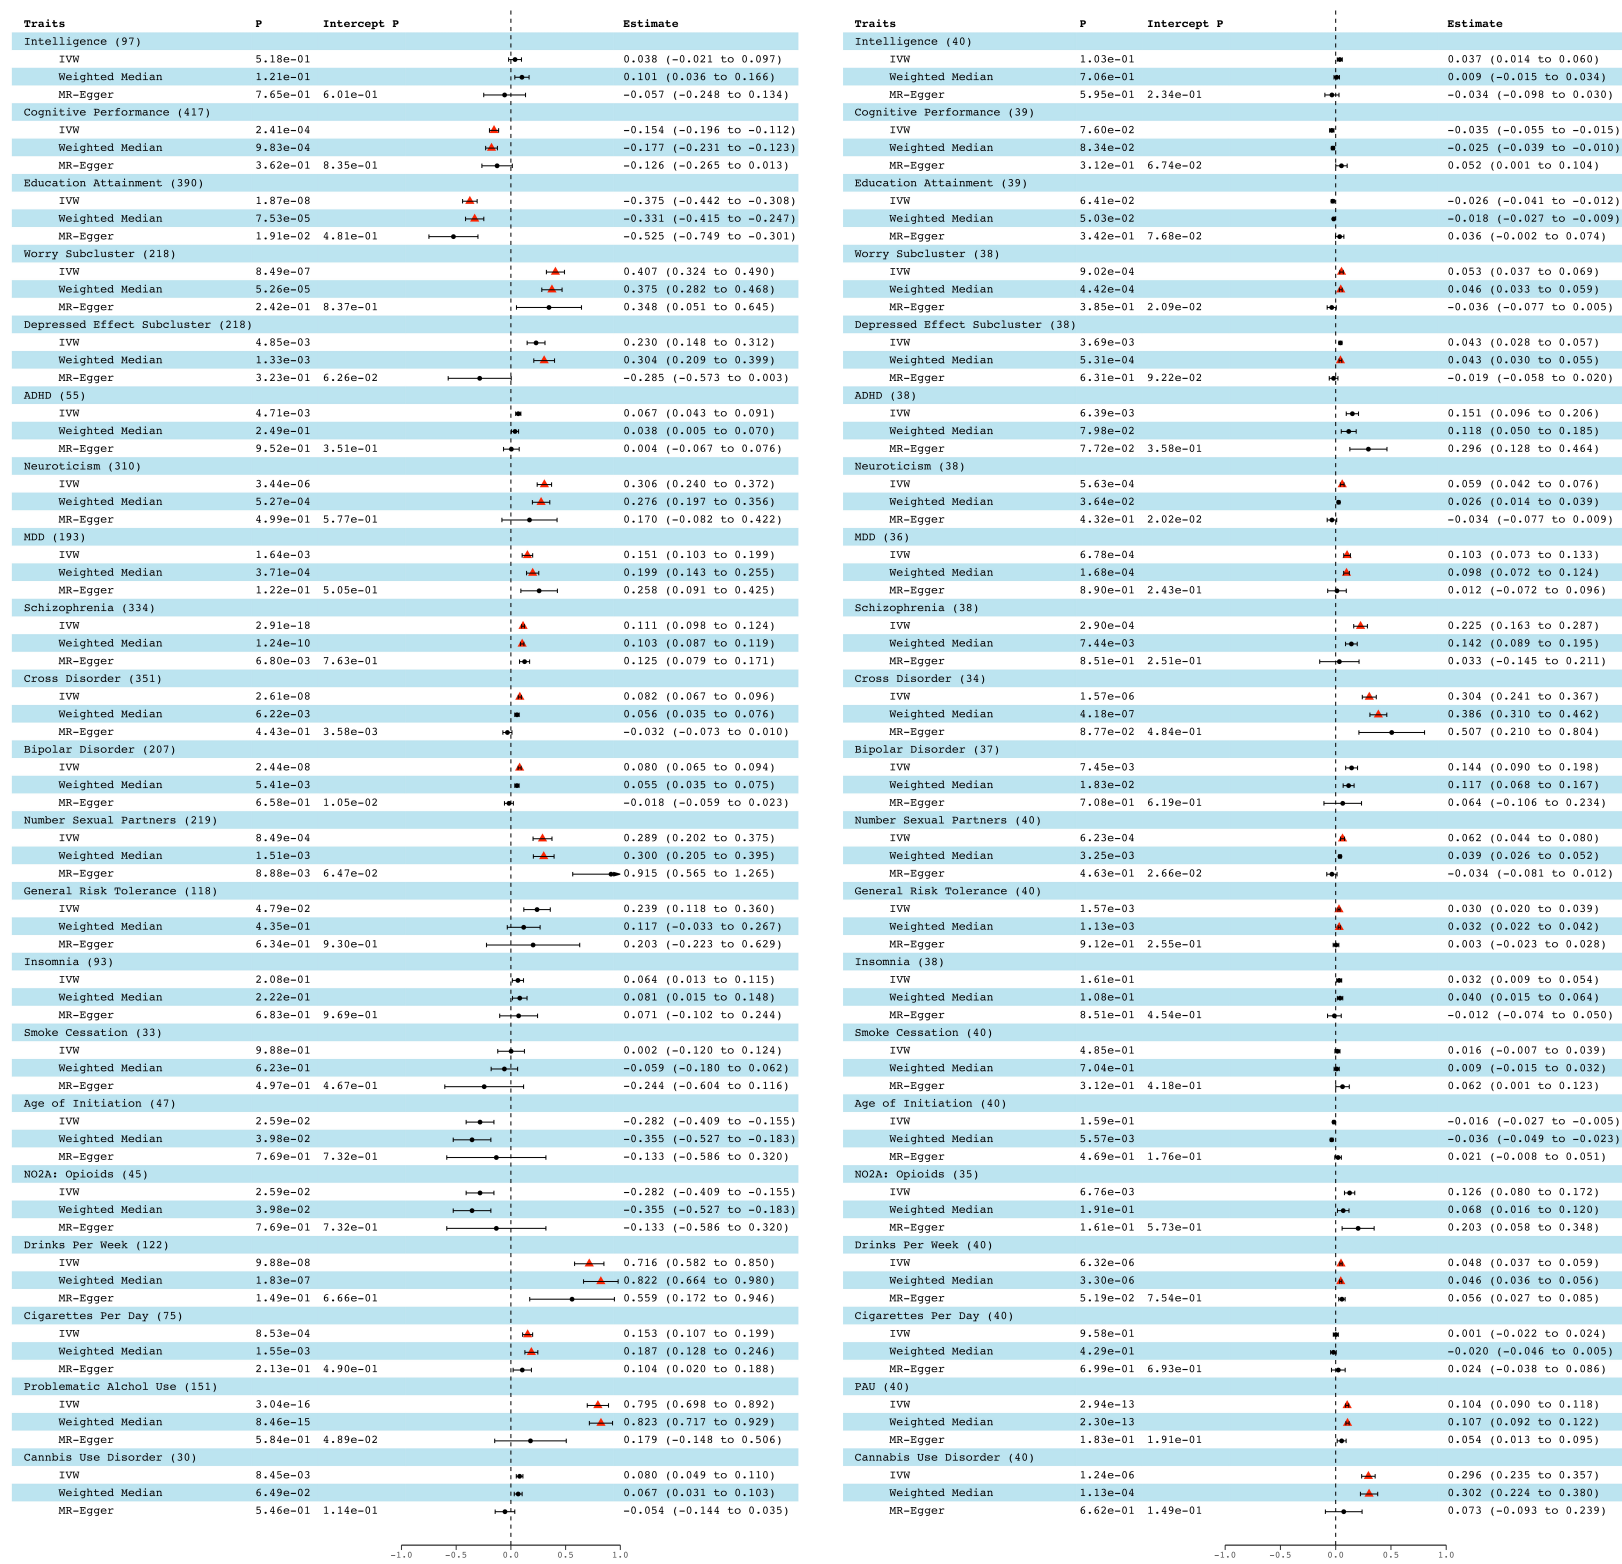 Traits P Intercept P Estimate
Intelligence (97)
IVW 5.18e-01 0.038 (-0.021 to 0.097)
Weighted Median 1.21e-01 0.101 (0.036 to 0.166)
MR-Egger 7.65e-01 6.01e-01 -0.057 (-0.248 to 0.134)
Cognitive Performance (417)
IVW 2.41e-04 -0.154 (-0.196 to -0.112)
Weighted Median 9.83e-04 -0.177 (-0.231 to -0.123)
MR-Egger 3.62e-01 8.35e-01 -0.126 (-0.265 to 0.013)
Education Attainment (390)
IVW 1.87e-08 -0.375 (-0.442 to -0.308)
Weighted Median 7.53e-05 -0.331 (-0.415 to -0.247)
MR-Egger 1.91e-02 4.81e-01 -0.525 (-0.749 to -0.301)
Worry Subcluster (218)
IVW 8.49e-07 0.407 (0.324 to 0.490)
Weighted Median 5.26e-05 0.375 (0.282 to 0.468)
MR-Egger 2.42e-01 8.37e-01 0.348 (0.051 to 0.645)
Depressed Effect Subcluster (218)
IVW 4.85e-03 0.230 (0.148 to 0.312)
Weighted Median 1.33e-03 0.304 (0.209 to 0.399)
MR-Egger 3.23e-01 6.26e-02 -0.285 (-0.573 to 0.003)
ADHD (55)
IVW 4.71e-03 0.067 (0.043 to 0.091)
Weighted Median 2.49e-01 0.038 (0.005 to 0.070)
MR-Egger 9.52e-01 3.51e-01 0.004 (-0.067 to 0.076)
Neuroticism (310)
IVW 3.44e-06 0.306 (0.240 to 0.372)
Weighted Median 5.27e-04 0.276 (0.197 to 0.356)
MR-Egger 4.99e-01 5.77e-01 0.170 (-0.082 to 0.422)
MDD (193)
IVW 1.64e-03 0.151 (0.103 to 0.199)
Weighted Median 3.71e-04 0.199 (0.143 to 0.255)
MR-Egger 1.22e-01 5.05e-01 0.258 (0.091 to 0.425)
Schizophrenia (334)
IVW 2.91e-18 0.111 (0.098 to 0.124)
Weighted Median 1.24e-10 0.103 (0.087 to 0.119)
MR-Egger 6.80e-03 7.63e-01 0.125 (0.079 to 0.171)
Cross Disorder (351)
IVW 2.61e-08 0.082 (0.067 to 0.096)
Weighted Median 6.22e-03 0.056 (0.035 to 0.076)
MR-Egger 4.43e-01 3.58e-03 -0.032 (-0.073 to 0.010)
Bipolar Disorder (207)
IVW 2.44e-08 0.080 (0.065 to 0.094)
Weighted Median 5.41e-03 0.055 (0.035 to 0.075)
MR-Egger 6.58e-01 1.05e-02 -0.018 (-0.059 to 0.023)
Number Sexual Partners (219)
IVW 8.49e-04 0.289 (0.202 to 0.375)
Weighted Median 1.51e-03 0.300 (0.205 to 0.395)
MR-Egger 8.88e-03 6.47e-02 0.915 (0.565 to 1.265)
General Risk Tolerance (118)
IVW 4.79e-02 0.239 (0.118 to 0.360)
Weighted Median 4.35e-01 0.117 (-0.033 to 0.267)
MR-Egger 6.34e-01 9.30e-01 0.203 (-0.223 to 0.629)
Insomnia (93)
IVW 2.08e-01 0.064 (0.013 to 0.115)
Weighted Median 2.22e-01 0.081 (0.015 to 0.148)
MR-Egger 6.83e-01 9.69e-01 0.071 (-0.102 to 0.244)
Smoke Cessation (33)
IVW 9.88e-01 0.002 (-0.120 to 0.124)
Weighted Median 6.23e-01 -0.059 (-0.180 to 0.062)
MR-Egger 4.97e-01 4.67e-01 -0.244 (-0.604 to 0.116)
Age of Initiation (47)
IVW 2.59e-02 -0.282 (-0.409 to -0.155)
Weighted Median 3.98e-02 -0.355 (-0.527 to -0.183)
MR-Egger 7.69e-01 7.32e-01 -0.133 (-0.586 to 0.320)
NO2A: Opioids (45)
IVW 2.59e-02 -0.282 (-0.409 to -0.155)
Weighted Median 3.98e-02 -0.355 (-0.527 to -0.183)
MR-Egger 7.69e-01 7.32e-01 -0.133 (-0.586 to 0.320)
Drinks Per Week (122)
IVW 9.88e-08 0.716 (0.582 to 0.850)
Weighted Median 1.83e-07 0.822 (0.664 to 0.980)
MR-Egger 1.49e-01 6.66e-01 0.559 (0.172 to 0.946)
Cigarettes Per Day (75)
IVW 8.53e-04 0.153 (0.107 to 0.199)
Weighted Median 1.55e-03 0.187 (0.128 to 0.246)
MR-Egger 2.13e-01 4.90e-01 0.104 (0.020 to 0.188)
Problematic Alchol Use (151)
IVW 3.04e-16 0.795 (0.698 to 0.892)
Weighted Median 8.46e-15 0.823 (0.717 to 0.929)
MR-Egger 5.84e-01 4.89e-02 0.179 (-0.148 to 0.506)
Cannbis Use Disorder (30)
IVW 8.45e-03 0.080 (0.049 to 0.110)
Weighted Median 6.49e-02 0.067 (0.031 to 0.103)
MR-Egger 5.46e-01 1.14e-01 -0.054 (-0.144 to 0.035)
-1.0 -0.5 0.0 0.5 1.0
Traits P Intercept P Estimate
Intelligence (40)
IVW 1.03e-01 0.037 (0.014 to 0.060)
Weighted Median 7.06e-01 0.009 (-0.015 to 0.034)
MR-Egger 5.95e-01 2.34e-01 -0.034 (-0.098 to 0.030)
Cognitive Performance (39)
IVW 7.60e-02 -0.035 (-0.055 to -0.015)
Weighted Median 8.34e-02 -0.025 (-0.039 to -0.010)
MR-Egger 3.12e-01 6.74e-02 0.052 (0.001 to 0.104)
Education Attainment (39)
IVW 6.41e-02 -0.026 (-0.041 to -0.012)
Weighted Median 5.03e-02 -0.018 (-0.027 to -0.009)
MR-Egger 3.42e-01 7.68e-02 0.036 (-0.002 to 0.074)
Worry Subcluster (38)
IVW 9.02e-04 0.053 (0.037 to 0.069)
Weighted Median 4.42e-04 0.046 (0.033 to 0.059)
MR-Egger 3.85e-01 2.09e-02 -0.036 (-0.077 to 0.005)
Depressed Effect Subcluster (38)
IVW 3.69e-03 0.043 (0.028 to 0.057)
Weighted Median 5.31e-04 0.043 (0.030 to 0.055)
MR-Egger 6.31e-01 9.22e-02 -0.019 (-0.058 to 0.020)
ADHD (38)
IVW 6.39e-03 0.151 (0.096 to 0.206)
Weighted Median 7.98e-02 0.118 (0.050 to 0.185)
MR-Egger 7.72e-02 3.58e-01 0.296 (0.128 to 0.464)
Neuroticism (38)
IVW 5.63e-04 0.059 (0.042 to 0.076)
Weighted Median 3.64e-02 0.026 (0.014 to 0.039)
MR-Egger 4.32e-01 2.02e-02 -0.034 (-0.077 to 0.009)
MDD (36)
IVW 6.78e-04 0.103 (0.073 to 0.133)
Weighted Median 1.68e-04 0.098 (0.072 to 0.124)
MR-Egger 8.90e-01 2.43e-01 0.012 (-0.072 to 0.096)
Schizophrenia (38)
IVW 2.90e-04 0.225 (0.163 to 0.287)
Weighted Median 7.44e-03 0.142 (0.089 to 0.195)
MR-Egger 8.51e-01 2.51e-01 0.033 (-0.145 to 0.211)
Cross Disorder (34)
IVW 1.57e-06 0.304 (0.241 to 0.367)
Weighted Median 4.18e-07 0.386 (0.310 to 0.462)
MR-Egger 8.77e-02 4.84e-01 0.507 (0.210 to 0.804)
Bipolar Disorder (37)
IVW 7.45e-03 0.144 (0.090 to 0.198)
Weighted Median 1.83e-02 0.117 (0.068 to 0.167)
MR-Egger 7.08e-01 6.19e-01 0.064 (-0.106 to 0.234)
Number Sexual Partners (40)
IVW 6.23e-04 0.062 (0.044 to 0.080)
Weighted Median 3.25e-03 0.039 (0.026 to 0.052)
MR-Egger 4.63e-01 2.66e-02 -0.034 (-0.081 to 0.012)
General Risk Tolerance (40)
IVW 1.57e-03 0.030 (0.020 to 0.039)
Weighted Median 1.13e-03 0.032 (0.022 to 0.042)
MR-Egger 9.12e-01 2.55e-01 0.003 (-0.023 to 0.028)
Insomnia (38)
IVW 1.61e-01 0.032 (0.009 to 0.054)
Weighted Median 1.08e-01 0.040 (0.015 to 0.064)
MR-Egger 8.51e-01 4.54e-01 -0.012 (-0.074 to 0.050)
Smoke Cessation (40)
IVW 4.85e-01 0.016 (-0.007 to 0.039)
Weighted Median 7.04e-01 0.009 (-0.015 to 0.032)
MR-Egger 3.12e-01 4.18e-01 0.062 (0.001 to 0.123)
Age of Initiation (40)
IVW 1.59e-01 -0.016 (-0.027 to -0.005)
Weighted Median 5.57e-03 -0.036 (-0.049 to -0.023)
MR-Egger 4.69e-01 1.76e-01 0.021 (-0.008 to 0.051)
NO2A: Opioids (35)
IVW 6.76e-03 0.126 (0.080 to 0.172)
Weighted Median 1.91e-01 0.068 (0.016 to 0.120)
MR-Egger 1.61e-01 5.73e-01 0.203 (0.058 to 0.348)
Drinks Per Week (40)
IVW 6.32e-06 0.048 (0.037 to 0.059)
Weighted Median 3.30e-06 0.046 (0.036 to 0.056)
MR-Egger 5.19e-02 7.54e-01 0.056 (0.027 to 0.085)
Cigarettes Per Day (40)
IVW 9.58e-01 0.001 (-0.022 to 0.024)
Weighted Median 4.29e-01 -0.020 (-0.046 to 0.005)
MR-Egger 6.99e-01 6.93e-01 0.024 (-0.038 to 0.086)
PAU (40)
IVW 2.94e-13 0.104 (0.090 to 0.118)
Weighted Median 2.30e-13 0.107 (0.092 to 0.122)
MR-Egger 1.83e-01 1.91e-01 0.054 (0.013 to 0.095)
Cannabis Use Disorder (40)
IVW 1.24e-06 0.296 (0.235 to 0.357)
Weighted Median 1.13e-04 0.302 (0.224 to 0.380)
MR-Egger 6.62e-01 1.49e-01 0.073 (-0.093 to 0.239)
-1.0 -0.5 0.0 0.5 1.0